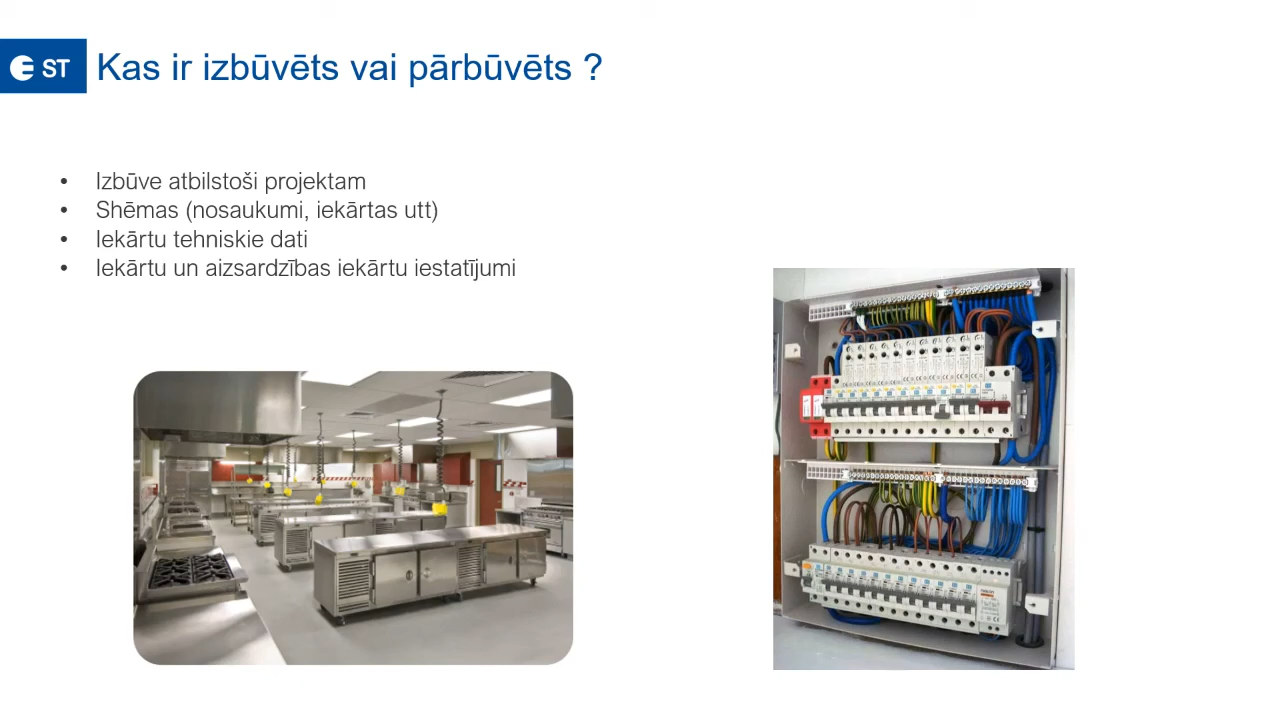 ST
Kas ir izbūvēts vai pārbūvēts ?
• Izbūve atbilstoši projektam
• Shēmas (nosaukumi, iekārtas utt)
• Iekārtu tehniskie dati
• Iekārtu un aizsardzības iekārtu iestatījumi